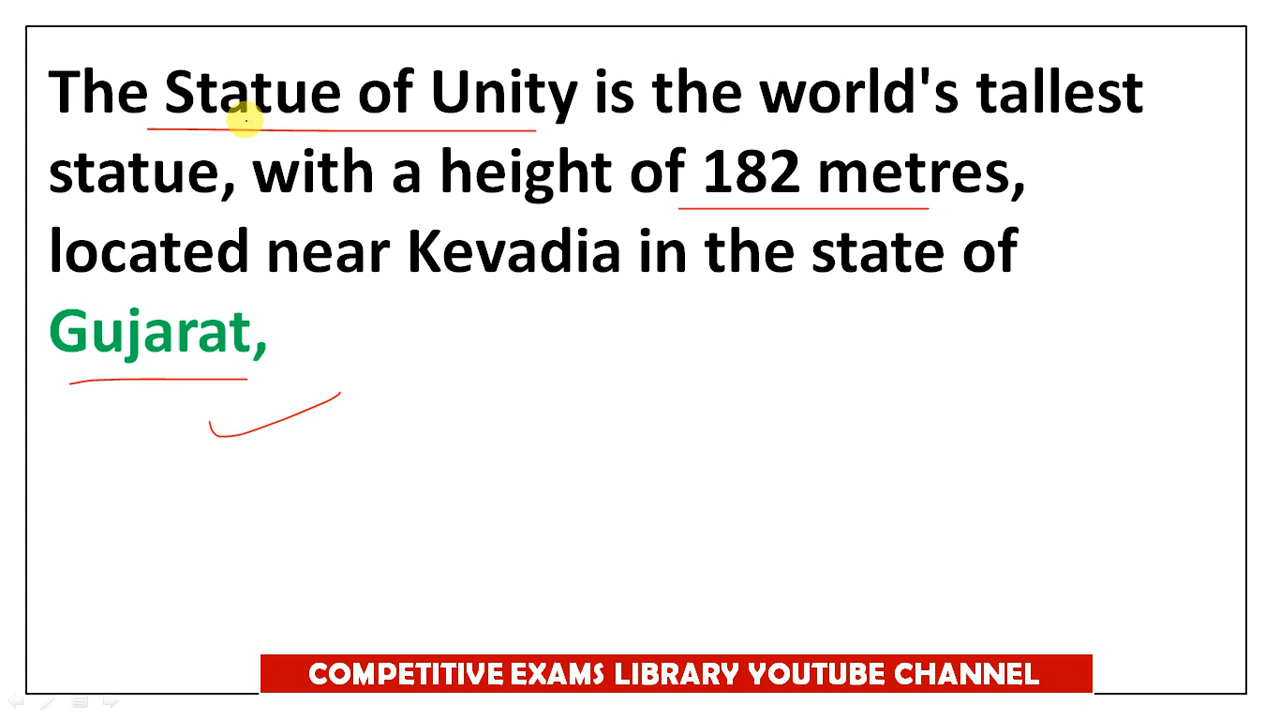 The Statue of Unity is the world's tallest
statue, with a height of 182 metres,
located near Kevadia in the state of
Gujarat,
COMPETITIVE EXAMS LIBRARY YOUTUBE CHANNEL